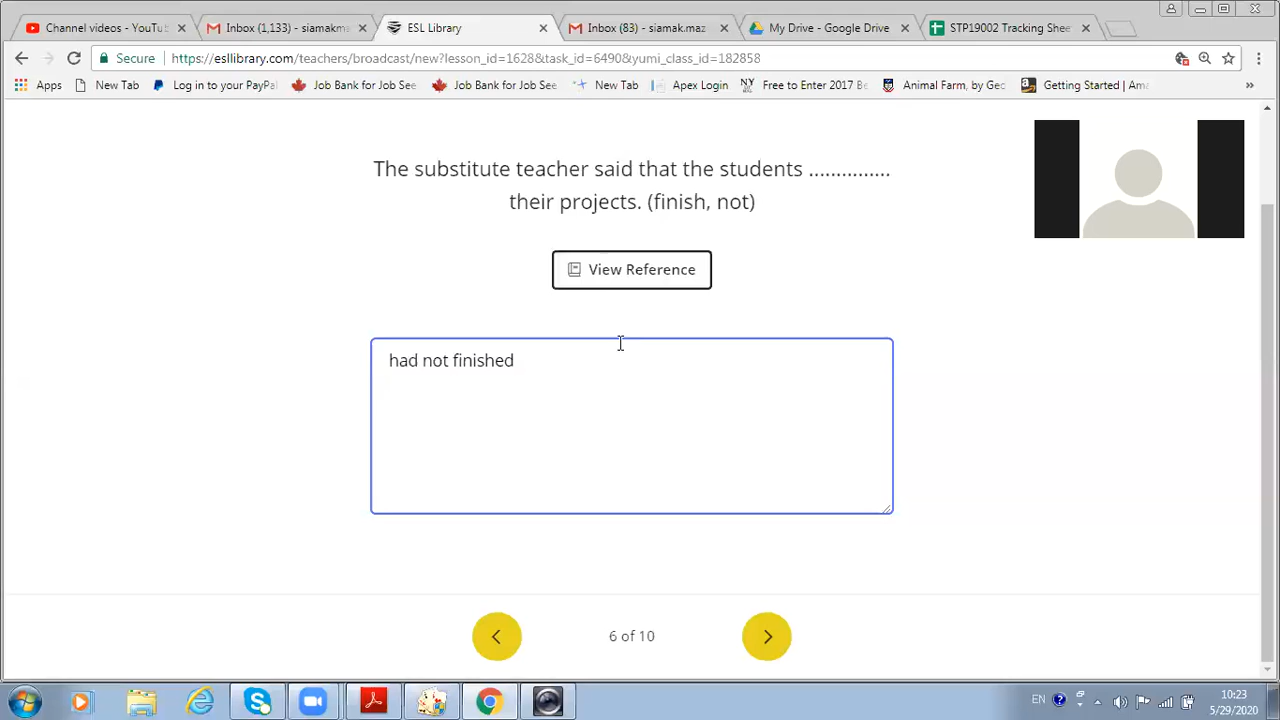 Channel videos - YouTu
Inbox (1,133) - siamakm
ESL Library
Inbox (83) - siamak.maz
My Drive - Google Drive
STP19002 Tracking Shee
Secure
https://esllibrary.com/teachers/broadcast/new?lesson_id=1628&task_id=6490&yumi_class_id=182858
Apps
New Tab
Log in to your PayPal
Job Bank for Job See
Job Bank for Job See
New Tab
Apex Login
NY
Free to Enter 2017 Be
Animal Farm, by Geo
Getting Started | Ama
The substitute teacher said that the students ...............
their projects. (finish, not)
View Reference
had not finished
6 of 10
EN
10:23
5/29/2020